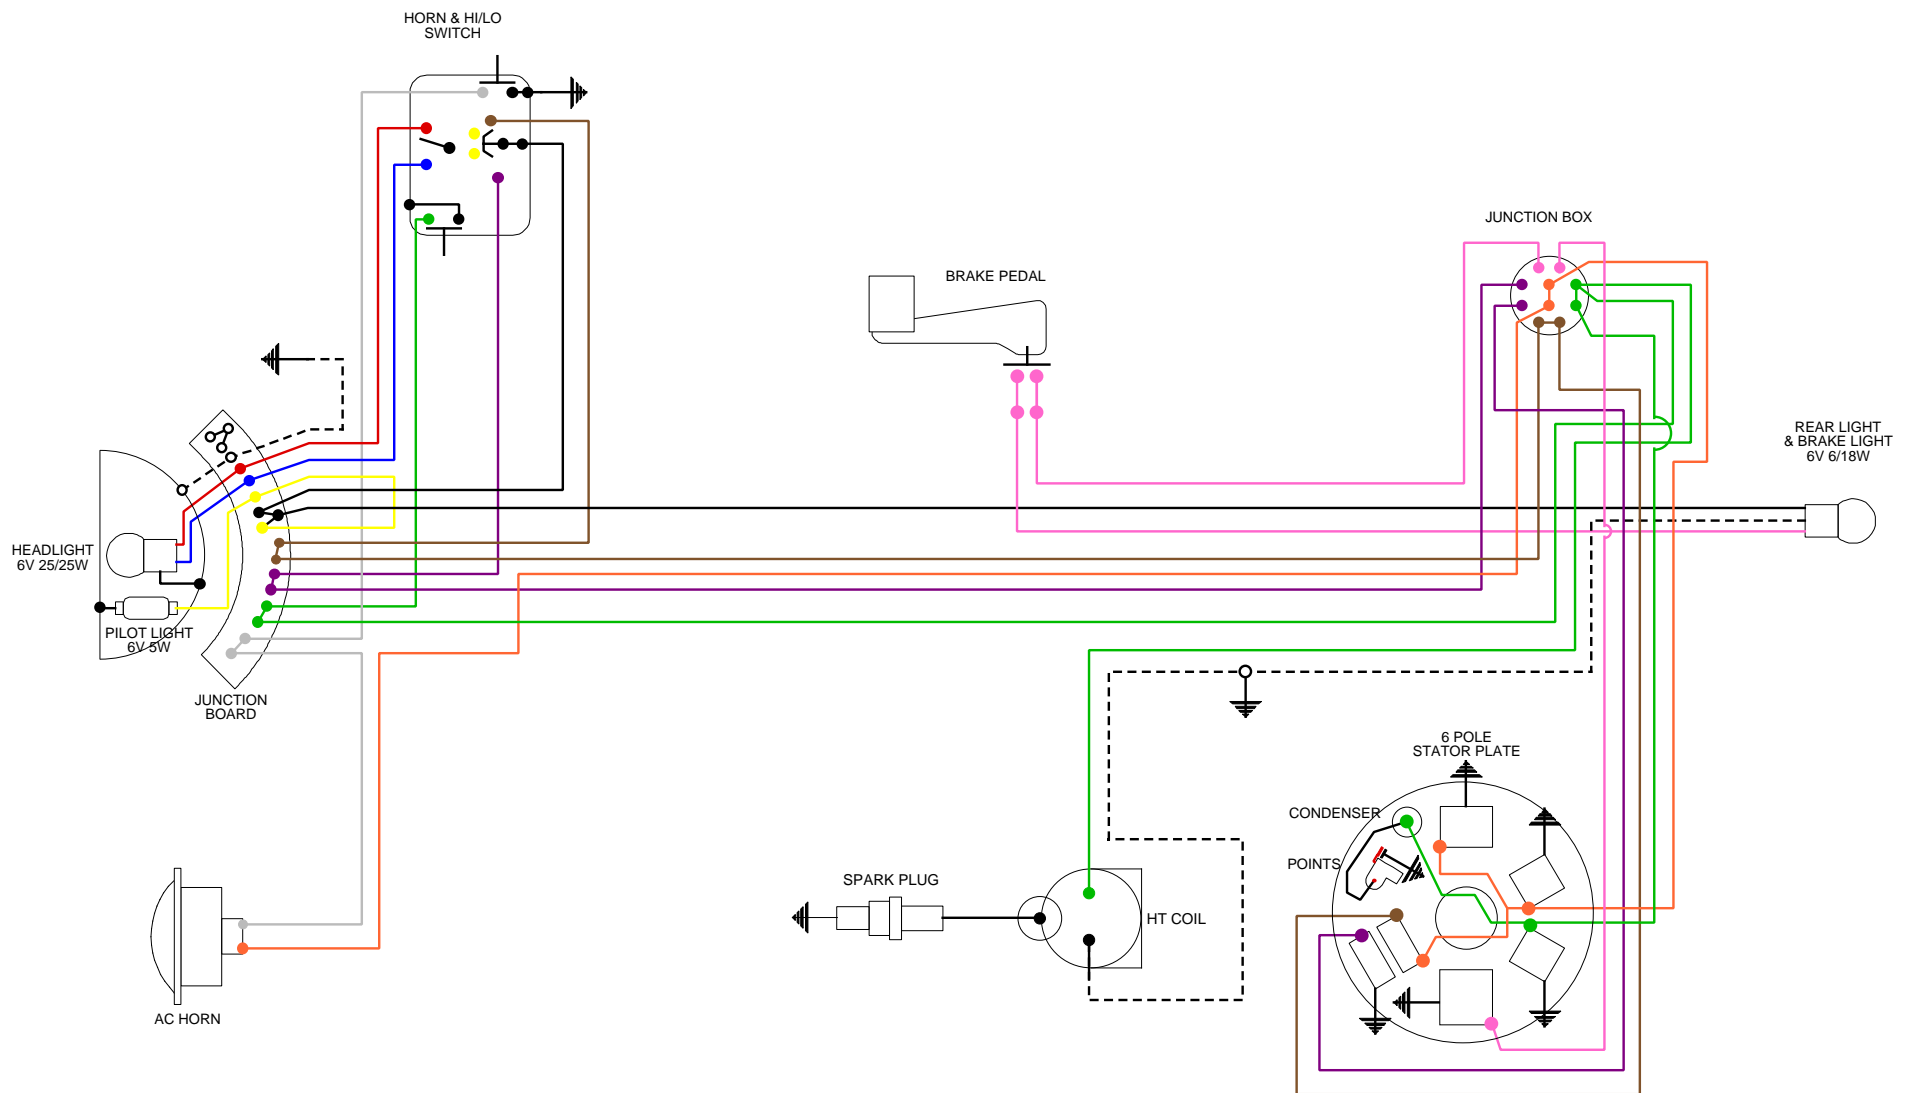 HORN & HI/LO
SWITCH
JUNCTION BOX
BRAKE PEDAL
REAR LIGHT
& BRAKE LIGHT
6V 6/18W
HEADLIGHT
6V 25/25W
PILOT LIGHT
6V 5W
JUNCTION
BOARD
6 POLE
STATOR PLATE
CONDENSER
POINTS
SPARK PLUG
HT COIL
AC HORN